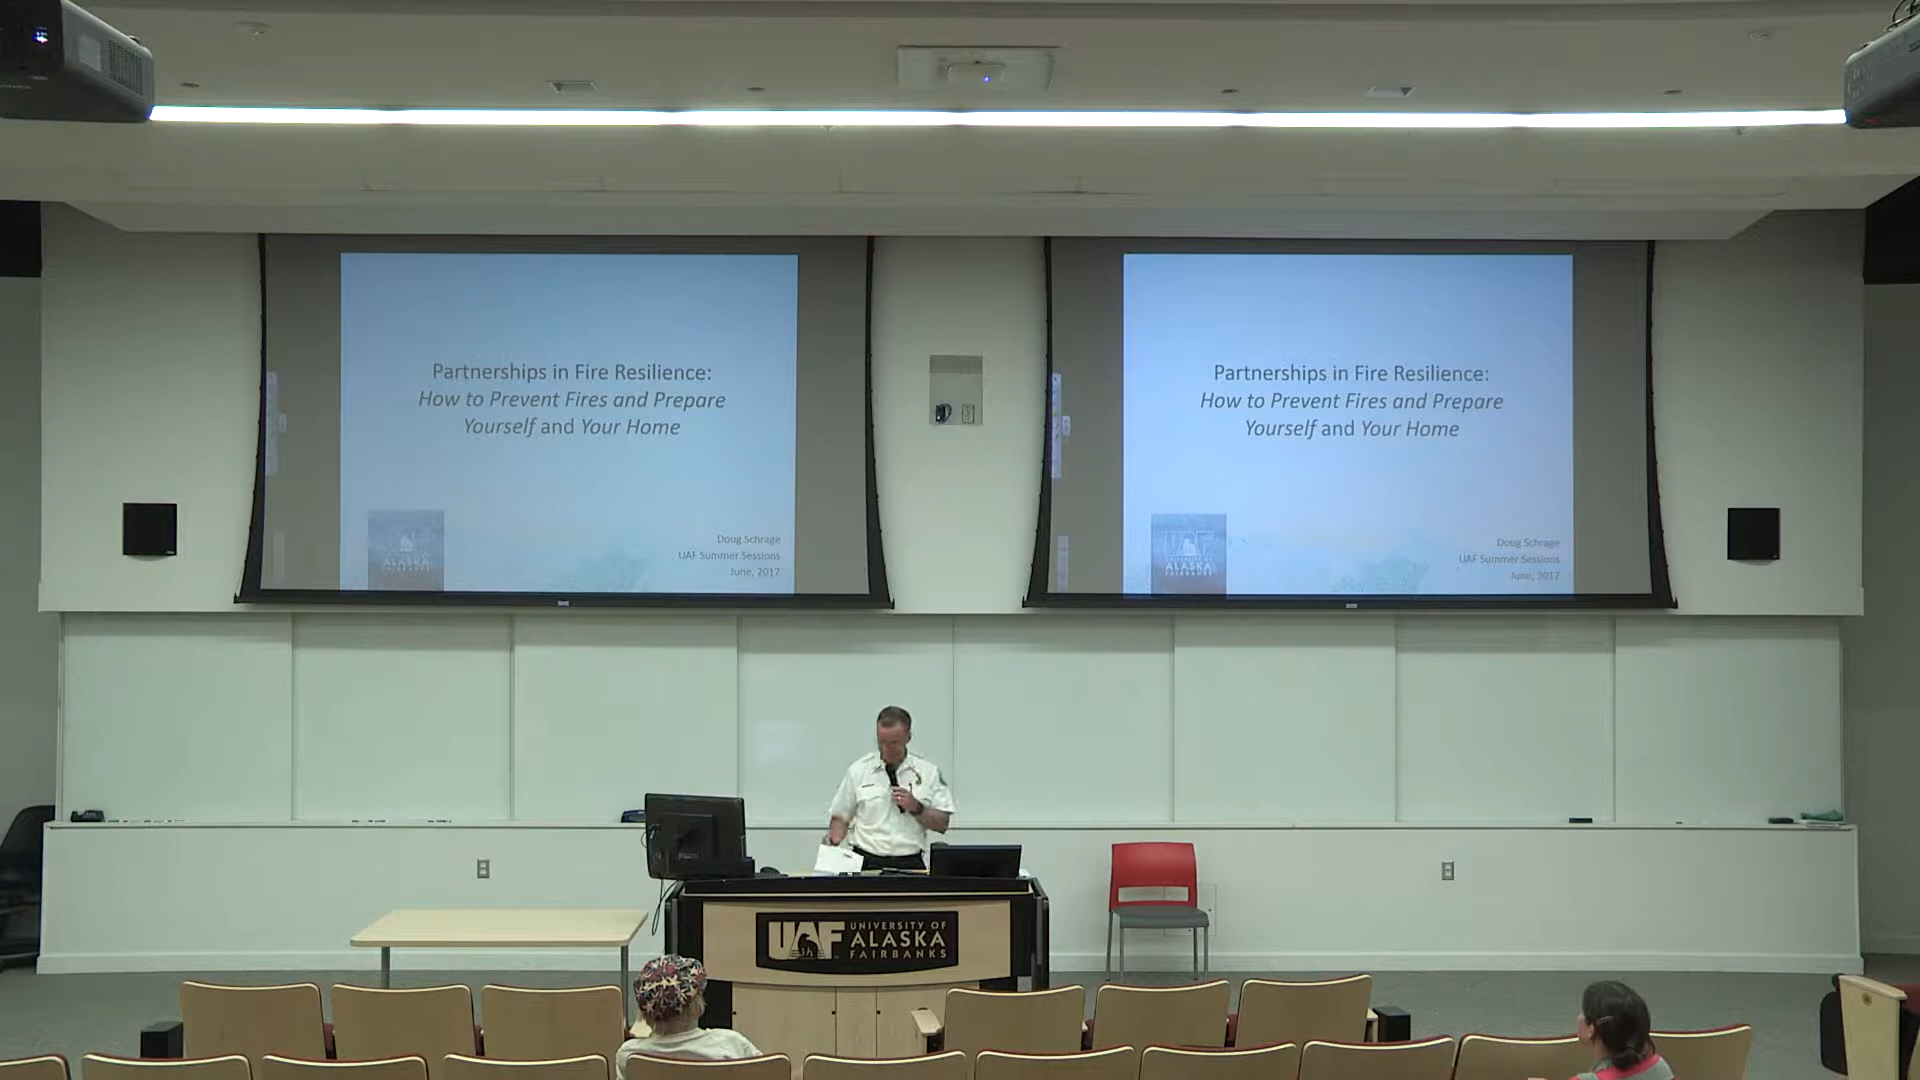 Partnerships in Fire Resilience:
How to Prevent Fires and Prepare
Yourself and Your Home
Doug Schrage
UAF Summer Sessions
June, 2017
Partnerships in Fire Resilience:
How to Prevent Fires and Prepare
Yourself and Your Home
UAF
ALASKA
Doug Schrage
UAF Summer Sessions
June, 2017
UAF
UNIVERSITY OF
ALASKA
FAIRBANKS